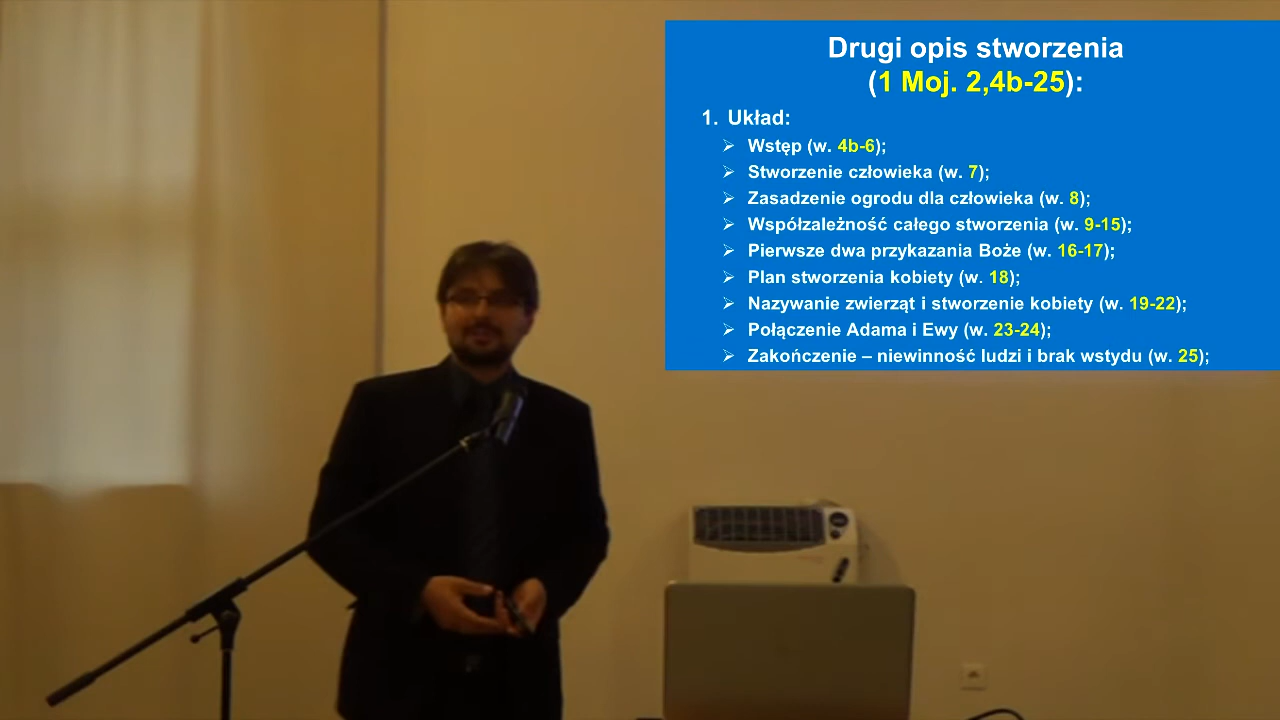 Drugi opis stworzenia
(1 Moj. 2,4b-25):
1. Układ:
Wstęp (w. 4b-6);
Stworzenie człowieka (w. 7);
Zasadzenie ogrodu dla człowieka (w. 8);
Współzależność całego stworzenia (w. 9-15);
Pierwsze dwa przykazania Boże (w. 16-17);
Plan stworzenia kobiety (w. 18);
Nazywanie zwierząt i stworzenie kobiety (w. 19-22);
Połączenie Adama i Ewy (w. 23-24);
Zakończenie – niewinność ludzi i brak wstydu (w. 25);